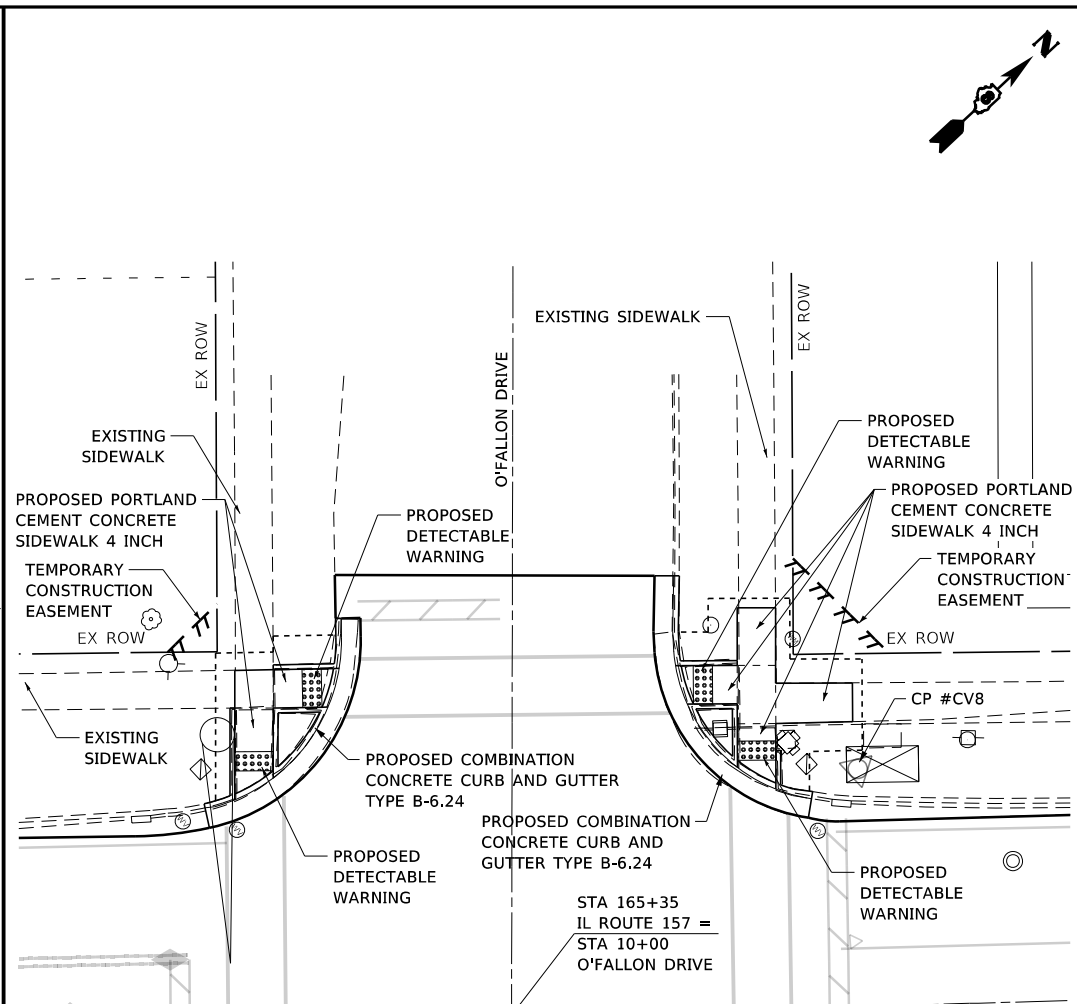 N
EXISTING SIDEWALK
EX ROW
EX ROW
O'FALLON DRIVE
EXISTING
SIDEWALK
PROPOSED
DETECTABLE
WARNING
PROPOSED PORTLAND
CEMENT CONCRETE
SIDEWALK 4 INCH
PROPOSED
DETECTABLE
WARNING
PROPOSED PORTLAND
CEMENT CONCRETE
SIDEWALK 4 INCH
TEMPORARY
CONSTRUCTION
EASEMENT
TEMPORARY
CONSTRUCTION
EASEMENT
EX ROW
EX ROW
CP #CV8
EXISTING
SIDEWALK
PROPOSED COMBINATION
CONCRETE CURB AND GUTTER
TYPE B-6.24
PROPOSED COMBINATION
CONCRETE CURB AND
GUTTER TYPE B-6.24
PROPOSED
DETECTABLE
WARNING
PROPOSED
DETECTABLE
WARNING
STA 165+35
IL ROUTE 157 =
STA 10+00
O'FALLON DRIVE